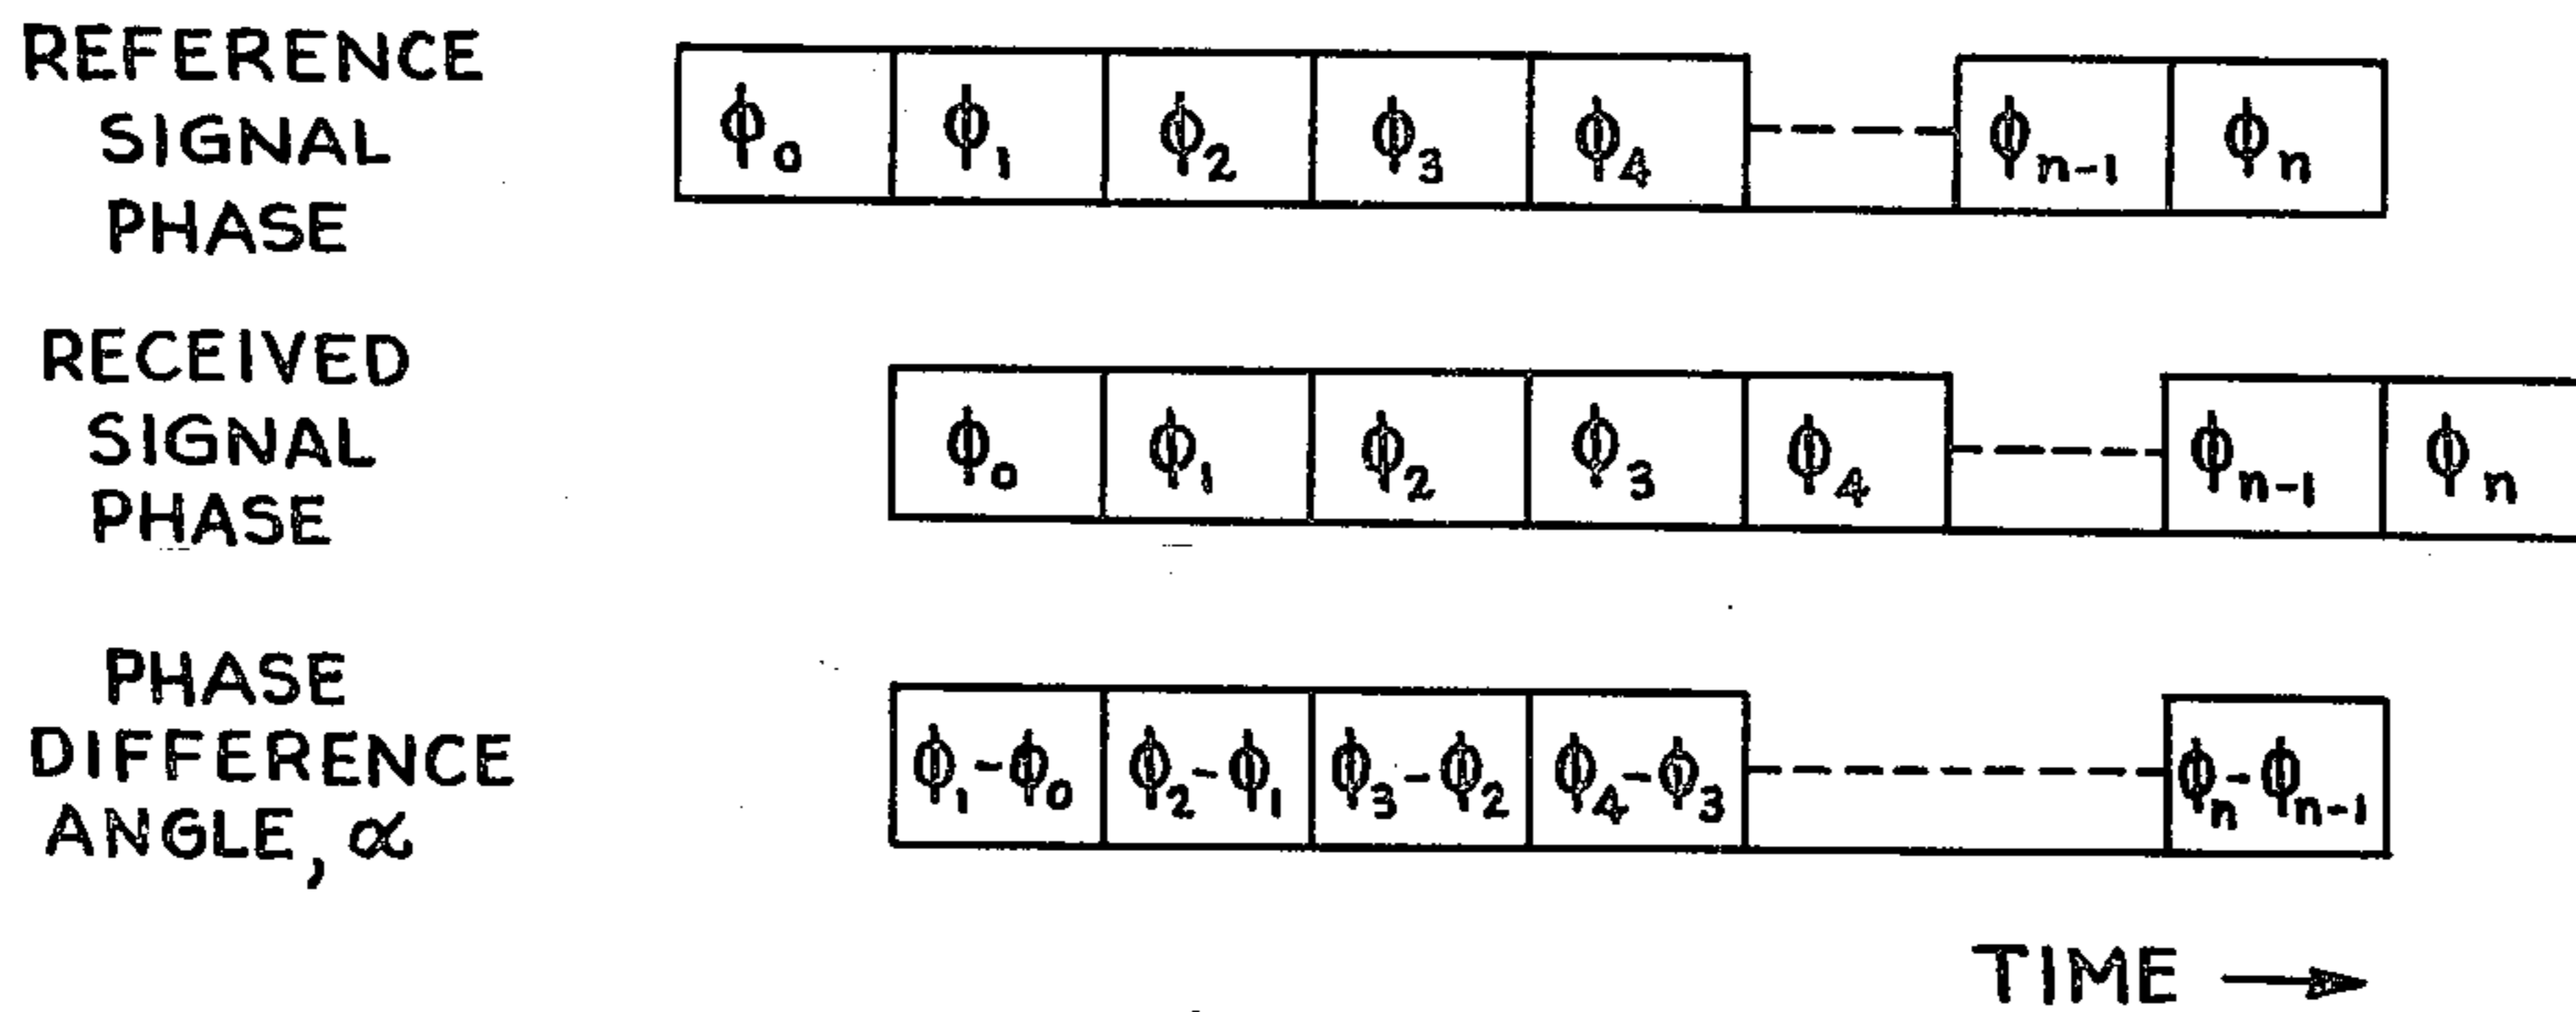 REFERENCE
SIGNAL
PHASE
ϕ₀ ϕ₁ ϕ₂ ϕ₃ ϕ₄ ϕₙ₋₁ ϕₙ
RECEIVED
SIGNAL
PHASE
ϕ₀ ϕ₁ ϕ₂ ϕ₃ ϕ₄ ϕₙ₋₁ ϕₙ
PHASE
DIFFERENCE
ANGLE, α
ϕ₁-ϕ₀ ϕ₂-ϕ₁ ϕ₃-ϕ₂ ϕ₄-ϕ₃ ϕₙ-ϕₙ₋₁
TIME →